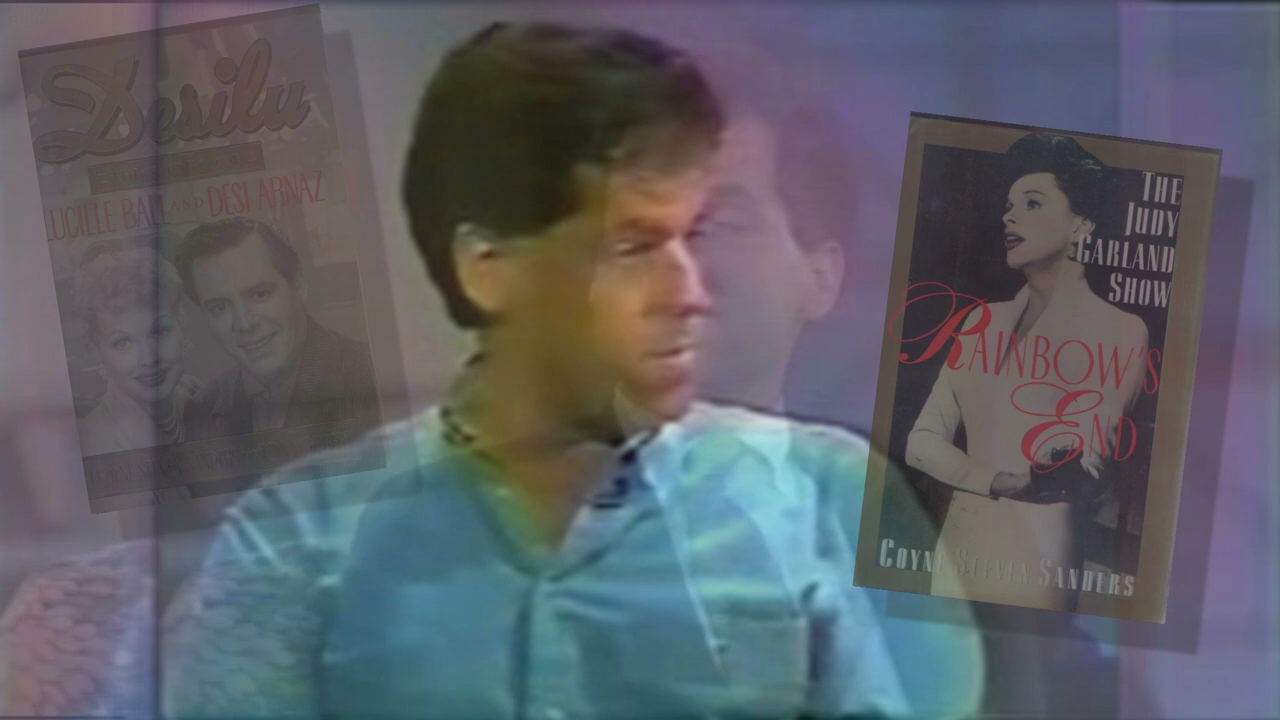 Desilu
LUCILLE BALL AND DESI ARNAZ
THE
JUDY
GARLAND
SHOW
RAINBOW'S
END
COYNE STEVEN SANDERS